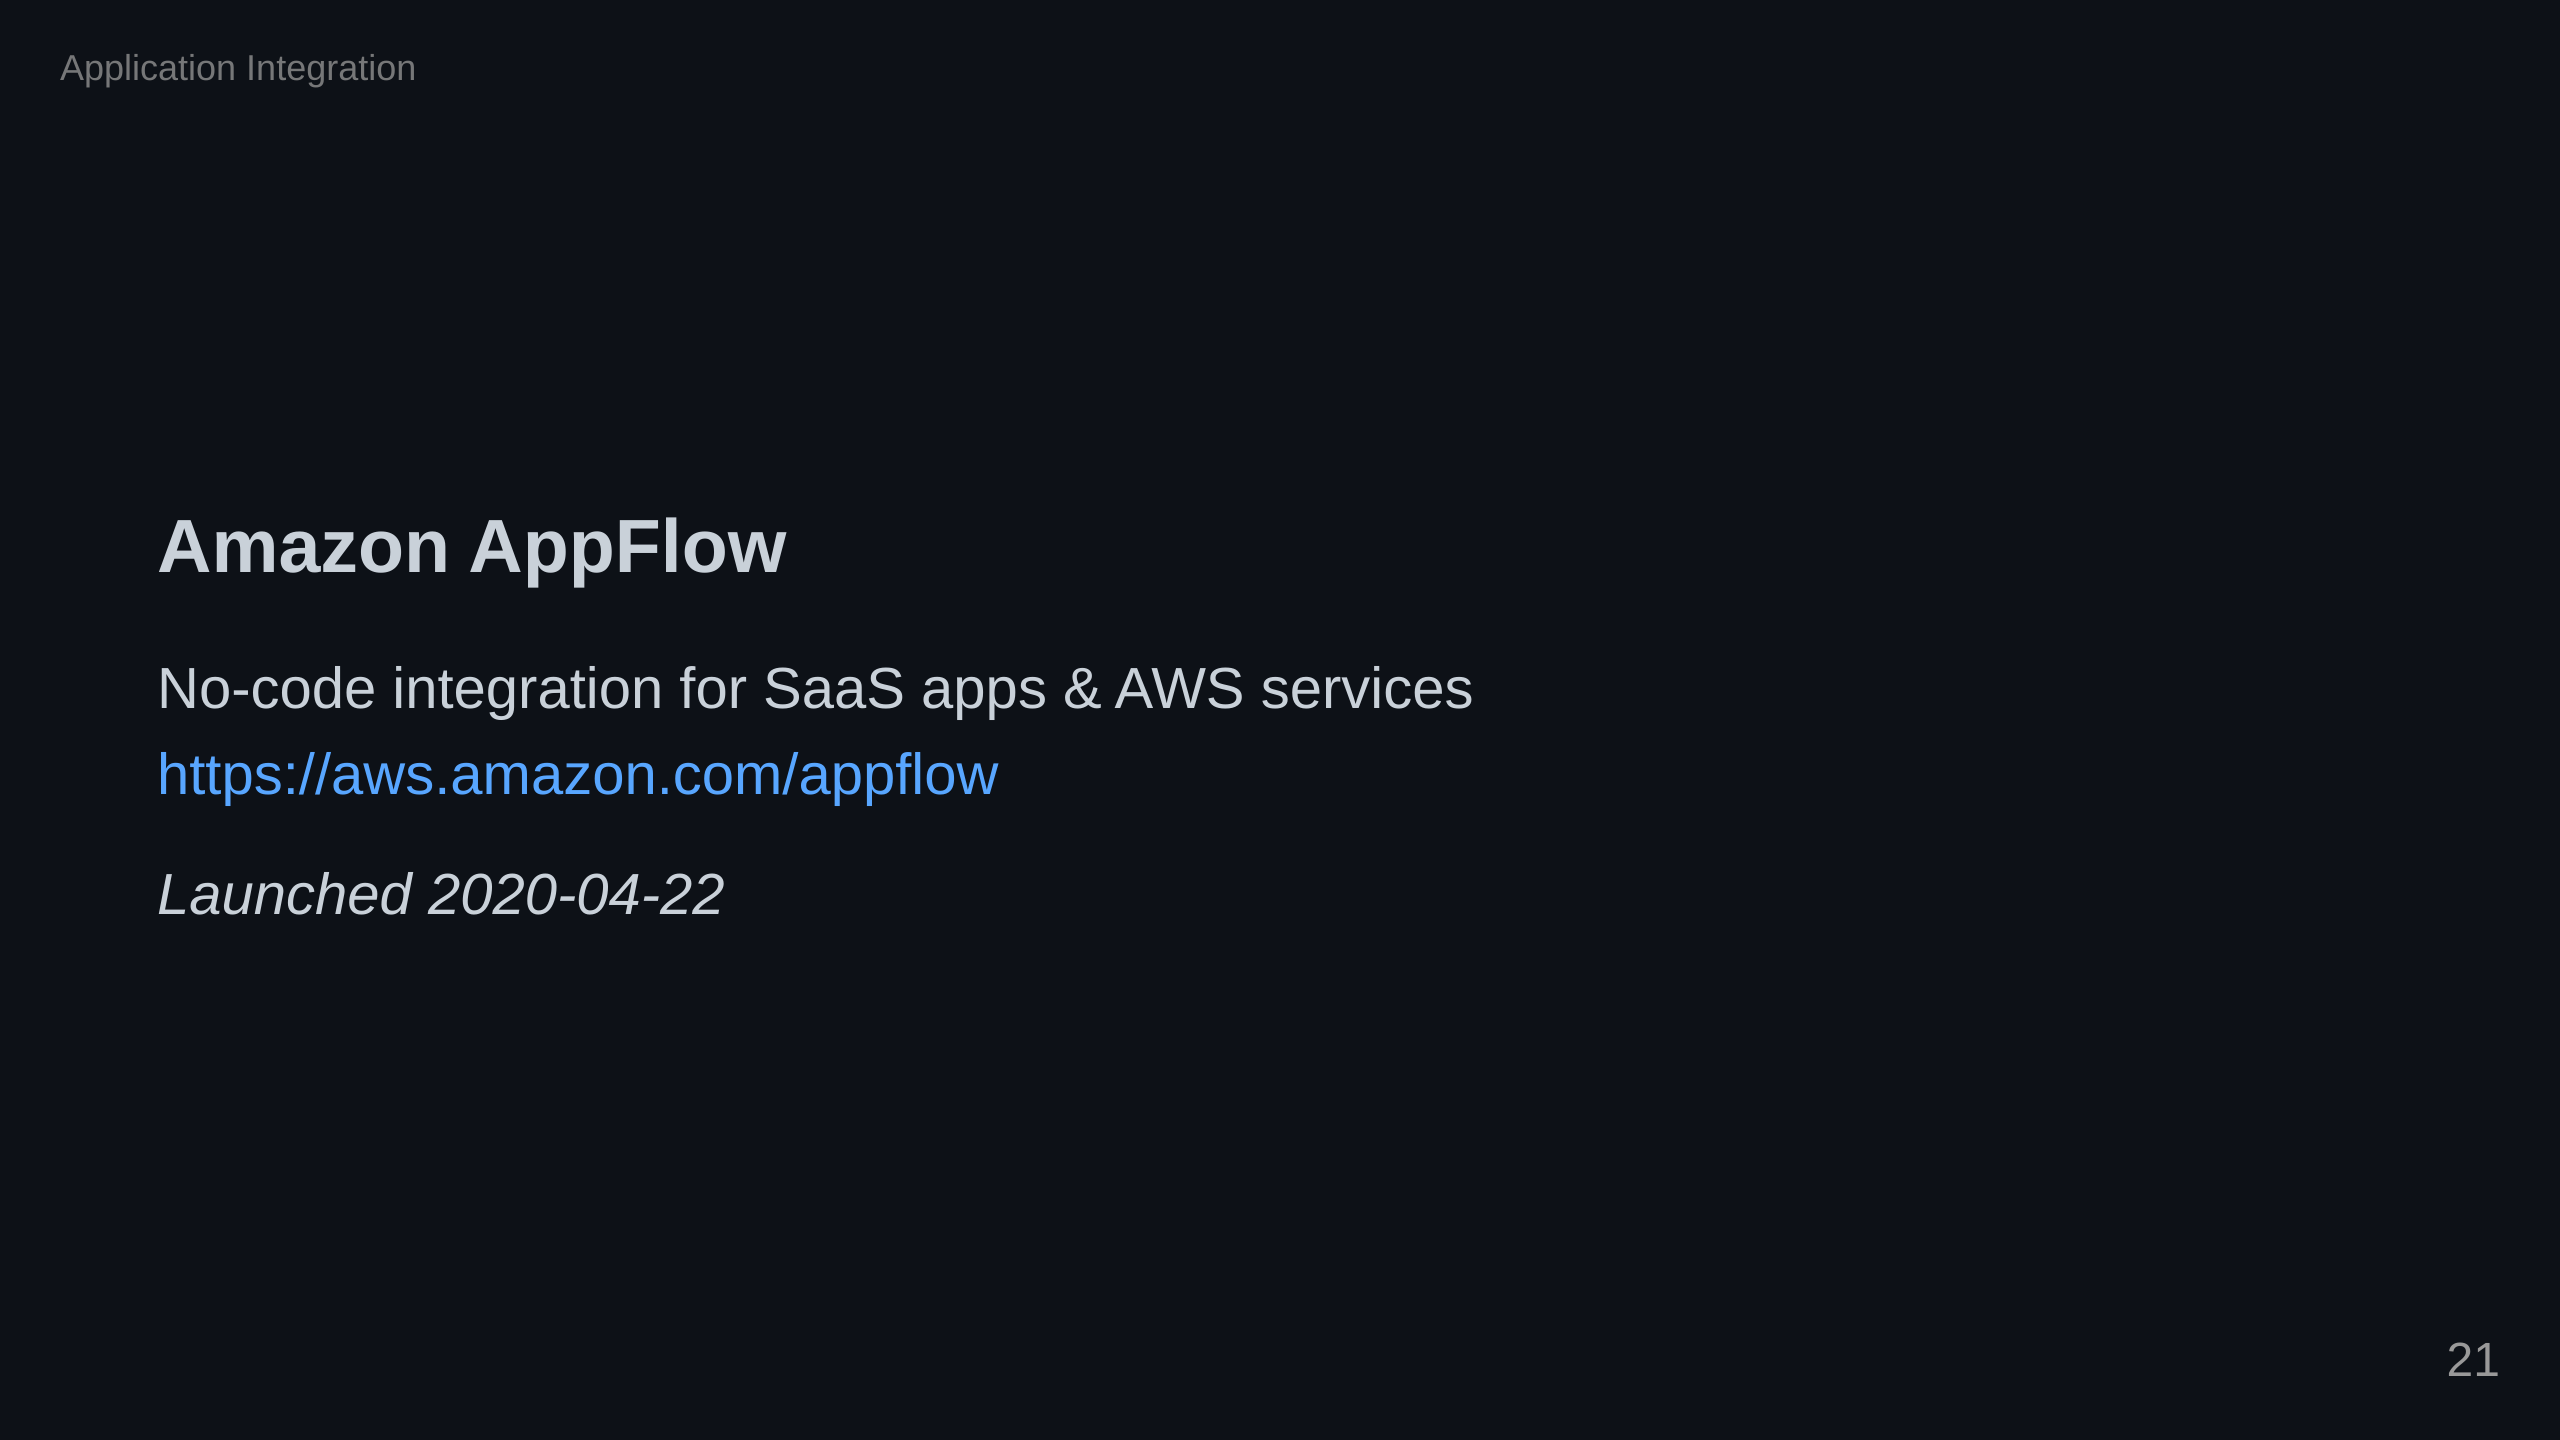 Application Integration
Amazon AppFlow
No-code integration for SaaS apps & AWS services
https://aws.amazon.com/appflow
Launched 2020-04-22
21